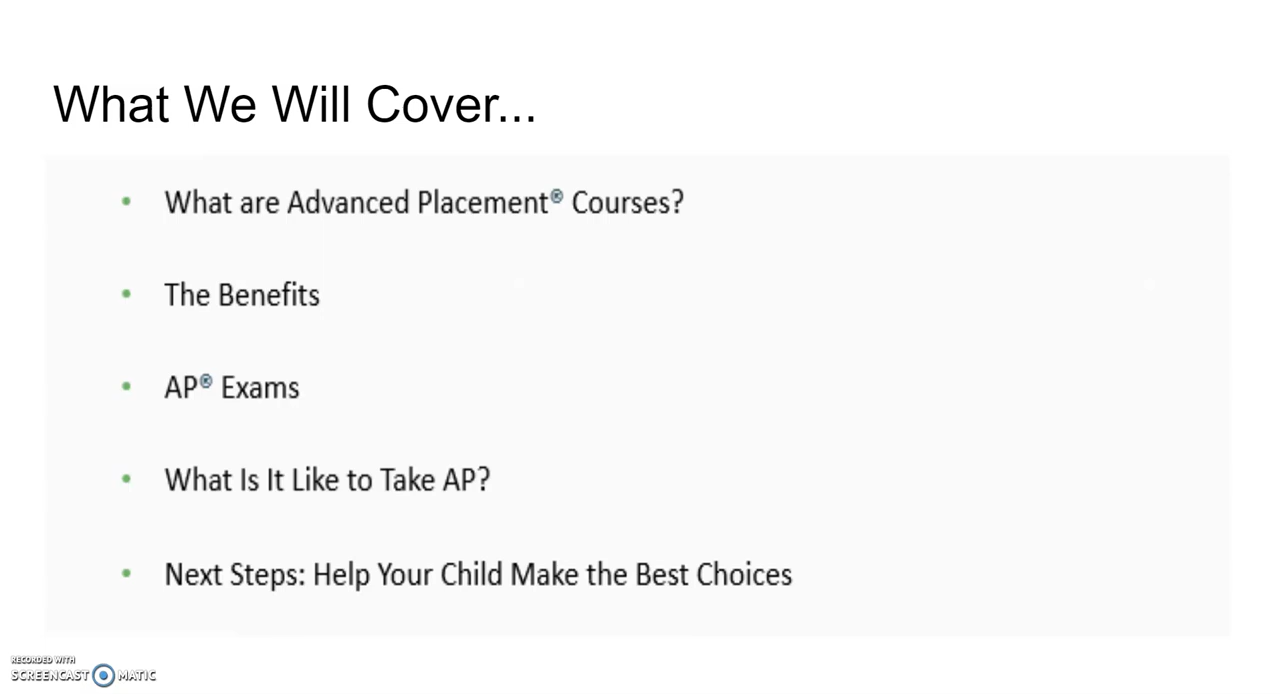 What We Will Cover...
• What are Advanced Placement® Courses?
• The Benefits
• AP® Exams
• What Is It Like to Take AP?
• Next Steps: Help Your Child Make the Best Choices
RECORDED WITH
SCREENCAST MATIC